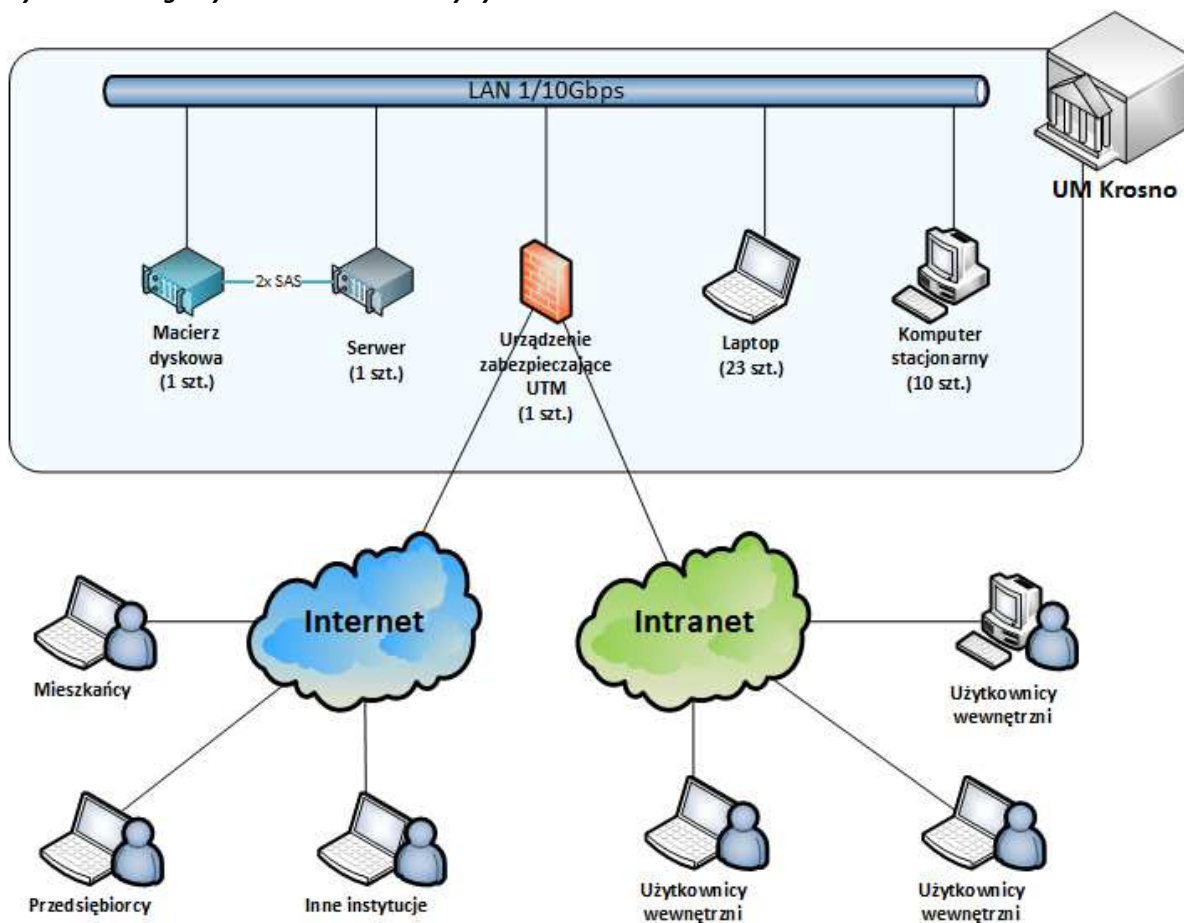 LAN 1/10Gbps
UM Krosno
2x SAS
Macierz
dyskowa
(1 szt.)
Serwer
(1 szt.)
Urządzenie
zabezpieczające
UTM
(1 szt.)
Laptop
(23 szt.)
Komputer
stacjonarny
(10 szt.)
Internet
Intranet
Mieszkańcy
Użytkownicy
wewnętrzni
Przedsiębiorcy
Inne instytucje
Użytkownicy
wewnętrzni
Użytkownicy
wewnętrzni